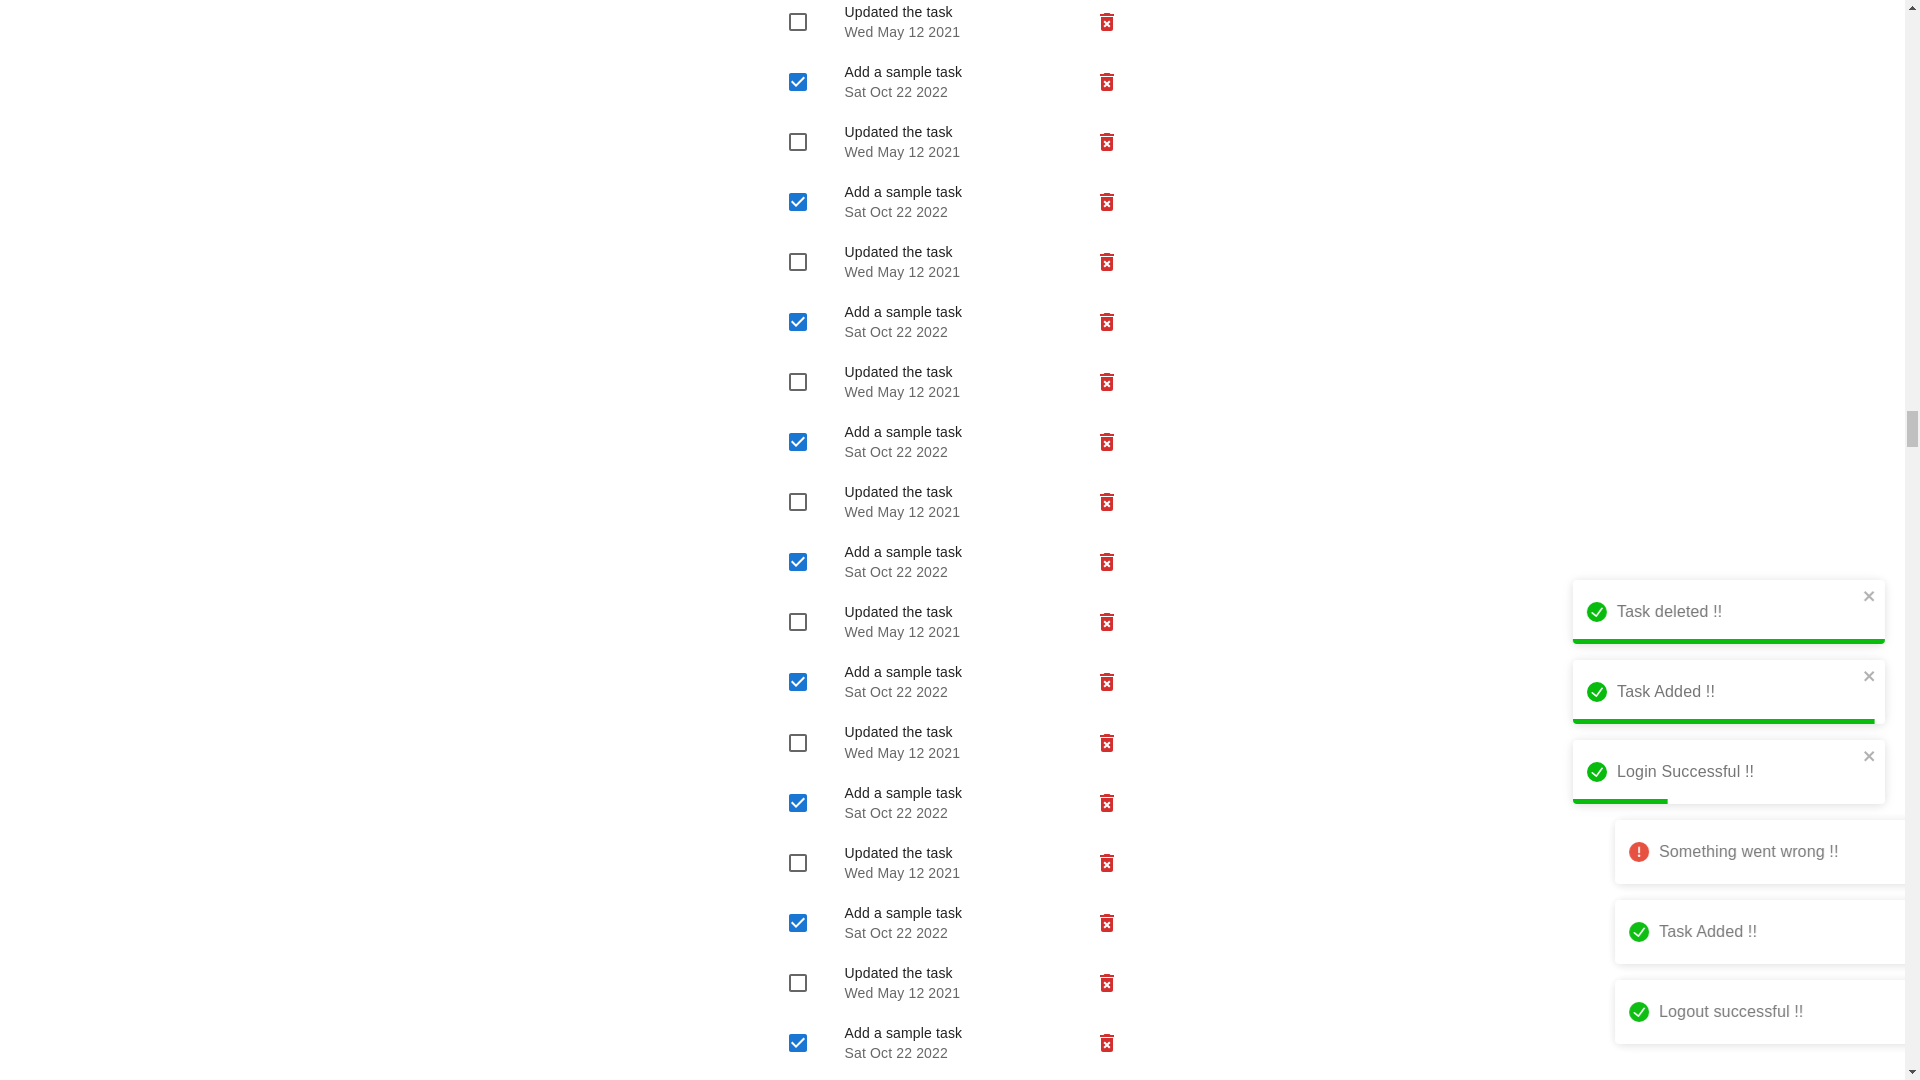 Updated the task
Wed May 12 2021
Add a sample task
Sat Oct 22 2022
Updated the task
Wed May 12 2021
Add a sample task
Sat Oct 22 2022
Updated the task
Wed May 12 2021
Add a sample task
Sat Oct 22 2022
Updated the task
Wed May 12 2021
Add a sample task
Sat Oct 22 2022
Updated the task
Wed May 12 2021
Add a sample task
Sat Oct 22 2022
Updated the task
Wed May 12 2021
Add a sample task
Sat Oct 22 2022
Updated the task
Wed May 12 2021
Add a sample task
Sat Oct 22 2022
Updated the task
Wed May 12 2021
Add a sample task
Sat Oct 22 2022
Updated the task
Wed May 12 2021
Add a sample task
Sat Oct 22 2022
Task deleted !!
Task Added !!
Login Successful !!
Something went wrong !!
Task Added !!
Logout successful !!